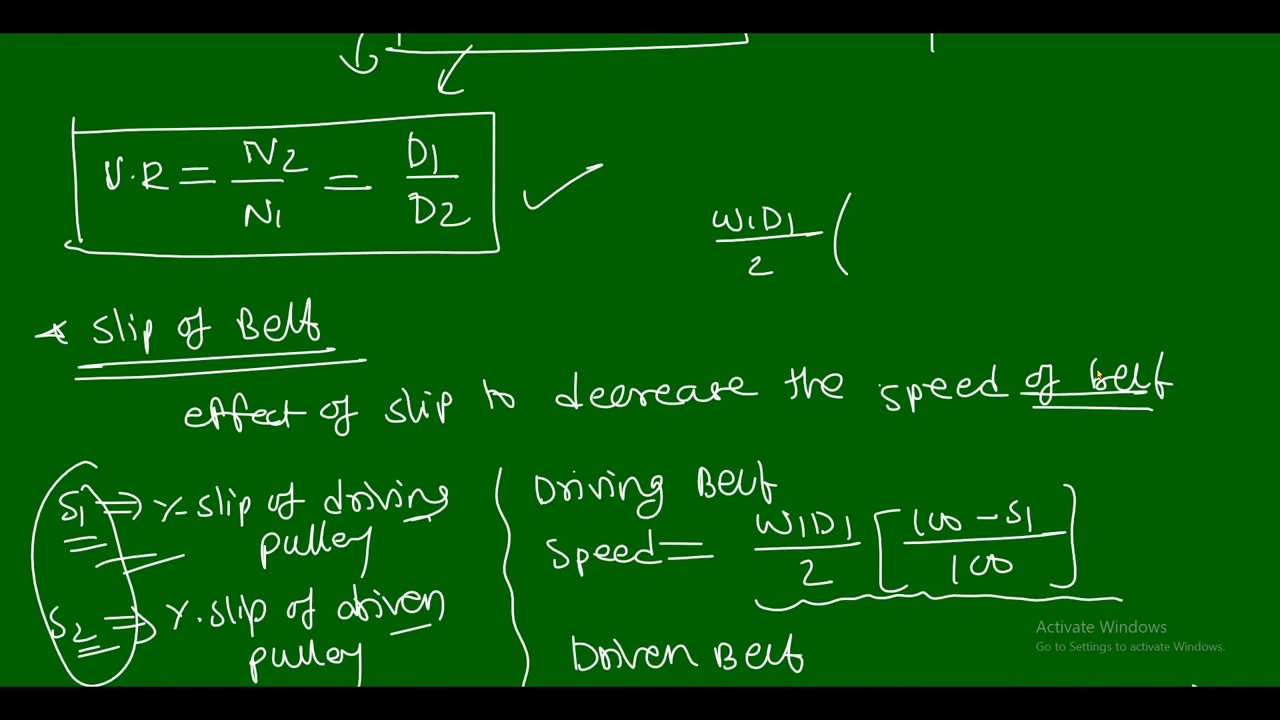 V.R = N2/N1 = D1/D2
W1D1/2 (
Slip of Belt
effect of slip to decrease the speed of belt
S1 ⇒ % slip of driving pulley
S2 ⇒ %.slip of driven pulley
Driving Belt
Speed = W1D1/2 [100-S1/100]
Driven Belt
Activate Windows
Go to Settings to activate Windows.